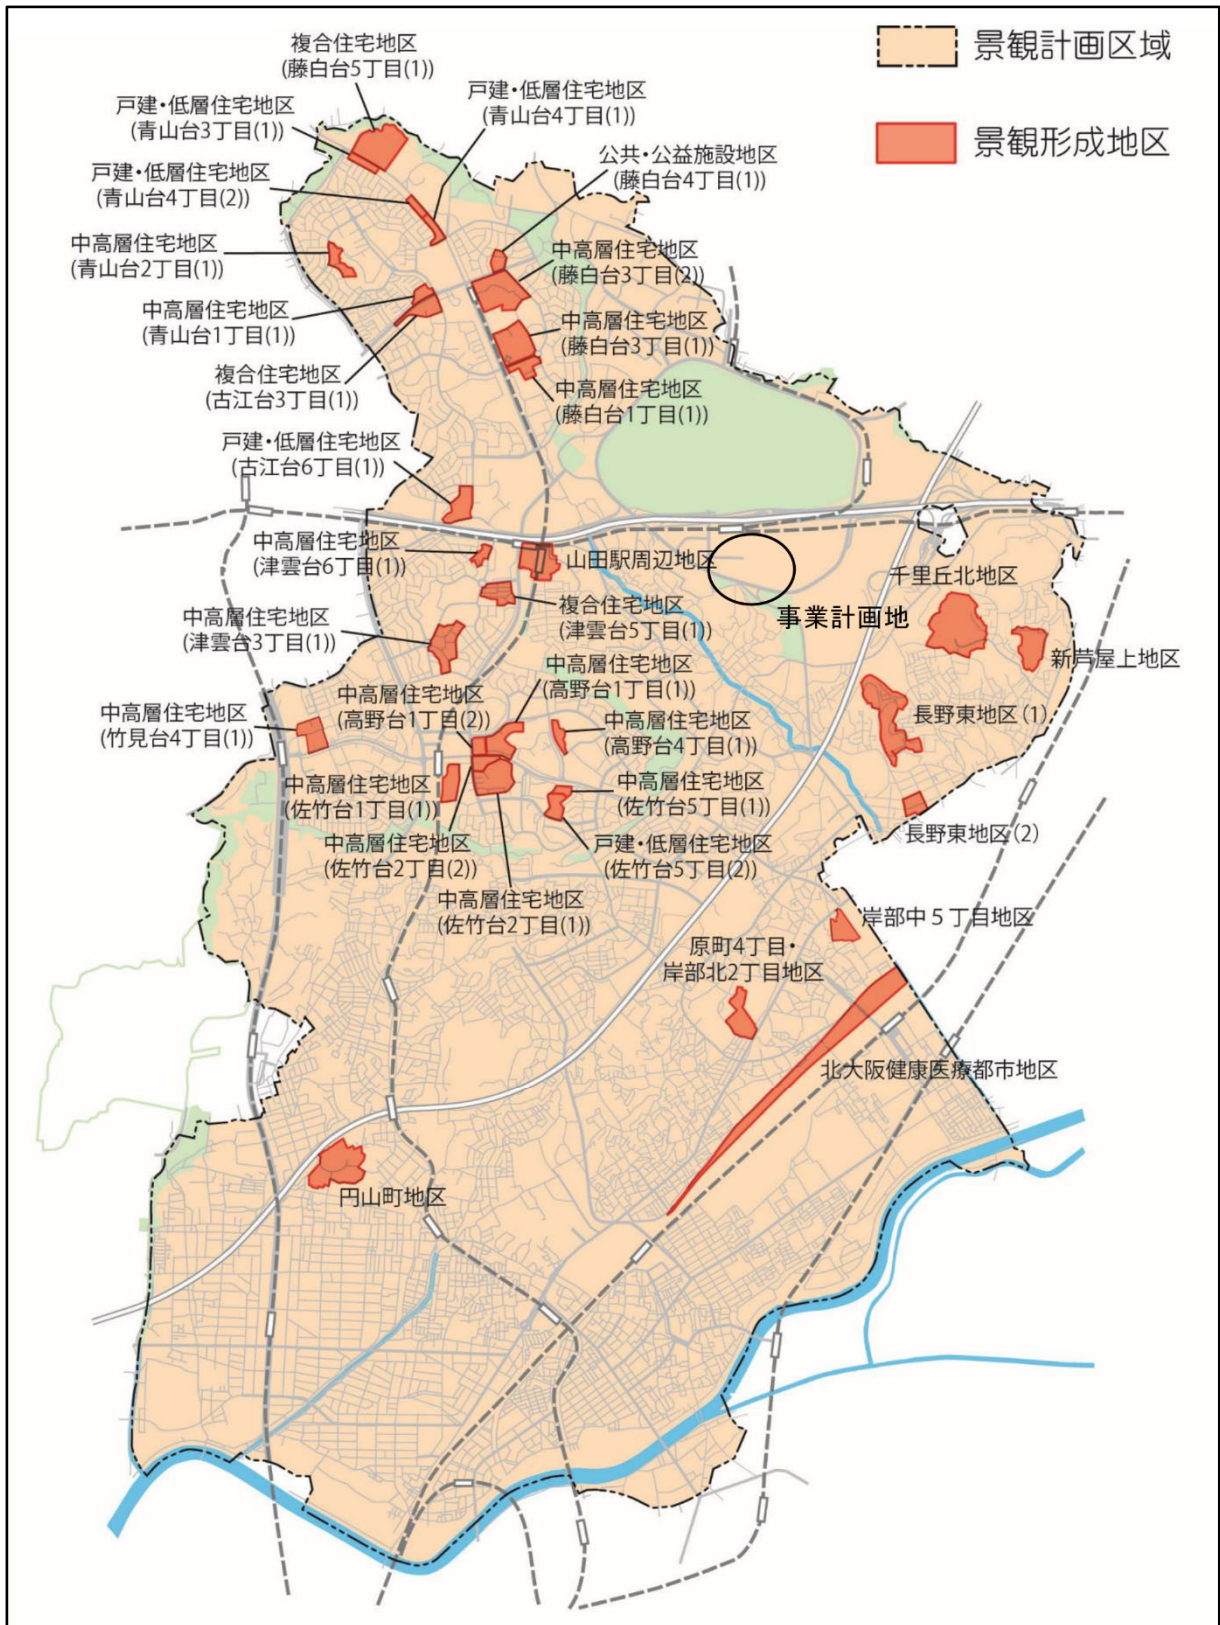 景観計画区域
景観形成地区
複合住宅地区
(藤白台5丁目(1))
戸建・低層住宅地区
(青山台4丁目(1))
戸建・低層住宅地区
(青山台3丁目(1))
公共・公益施設地区
(藤白台4丁目(1))
戸建・低層住宅地区
(青山台4丁目(2))
中高層住宅地区
(青山台2丁目(1))
中高層住宅地区
(藤白台3丁目(2))
中高層住宅地区
(青山台1丁目(1))
中高層住宅地区
(藤白台3丁目(1))
複合住宅地区
(古江台3丁目(1))
中高層住宅地区
(藤白台1丁目(1))
戸建・低層住宅地区
(古江台6丁目(1))
中高層住宅地区
(津雲台6丁目(1))
山田駅周辺地区
千里丘北地区
複合住宅地区
(津雲台5丁目(1))
事業計画地
中高層住宅地区
(津雲台3丁目(1))
新芦屋上地区
中高層住宅地区
(高野台1丁目(1))
中高層住宅地区
(高野台1丁目(2))
中高層住宅地区
(竹見台4丁目(1))
長野東地区(1)
中高層住宅地区
(高野台4丁目(1))
中高層住宅地区
(佐竹台1丁目(1))
中高層住宅地区
(佐竹台5丁目(1))
長野東地区(2)
中高層住宅地区
(佐竹台2丁目(2))
戸建・低層住宅地区
(佐竹台5丁目(2))
中高層住宅地区
(佐竹台2丁目(1))
岸部中5丁目地区
原町4丁目・
岸部北2丁目地区
北大阪健康医療都市地区
円山町地区